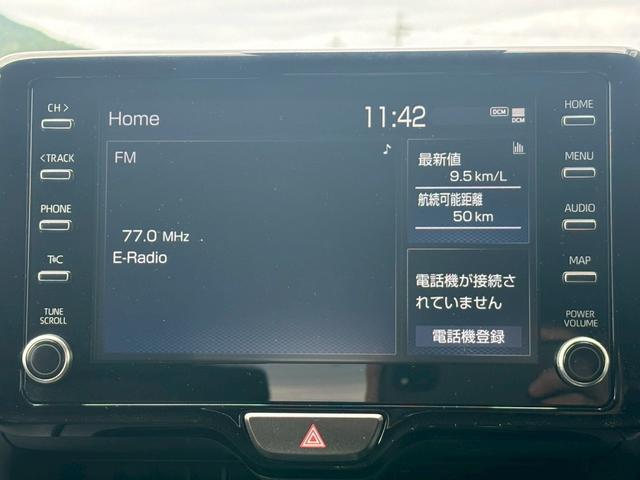 CH >
Home
11:42
DCM
DCM
HOME
FM
最新値
9.5 km/L
航続可能距離
50 km
77.0 MHz
E-Radio
電話機が接続さ
れていません
電話機登録
< TRACK
PHONE
T C
TUNE
SCROLL
MENU
AUDIO
MAP
POWER
VOLUME